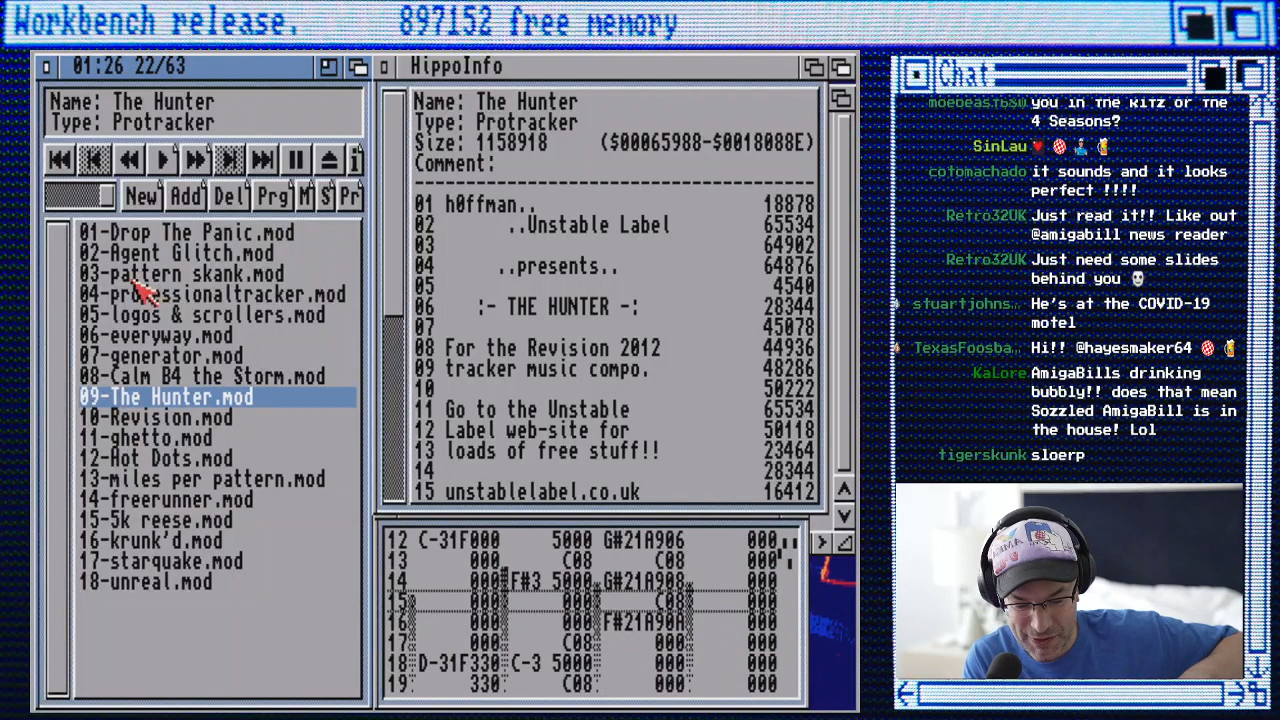 Workbench release. 897152 free memory
01:26 22/63
Name: The Hunter
Type: Protracker
New Add Del Prg M S Pr
01-Drop The Panic.mod
02-Agent Glitch.mod
03-pattern skank.mod
04-professionaltracker.mod
05-logos & scrollers.mod
06-everyway.mod
07-generator.mod
08-Calm B4 the Storm.mod
09-The Hunter.mod
10-Revision.mod
11-ghetto.mod
12-Hot Dots.mod
13-miles per pattern.mod
14-freerunner.mod
15-5k reese.mod
16-krunk'd.mod
17-starquake.mod
18-unreal.mod
HippoInfo
Name: The Hunter
Type: Protracker
Size: 1158918 ($00065988-$0018088E)
Comment:
01 h0ffman.. 18878
02 ..Unstable Label 65534
03 64902
04 ..presents.. 64876
05 4540
06 :- THE HUNTER -: 28344
07 45078
08 For the Revision 2012 44936
09 tracker music compo. 48286
10 50222
11 Go to the Unstable 65534
12 Label web-site for 50118
13 loads of free stuff!! 23464
14 28344
15 unstablelabel.co.uk 16412
12 C-31F000 5000 G#21A906 000
13 000 C08 000 000
14 000 F#3 5000 G#21A908 000
15 000 000 C08 000
16 000 000 F#21A90A 000
17 000 C08 000 000
18 D-31F330 C-3 5000 000 000
19 330 C08 000 000
Chat
you in the Ritz or the
4 Seasons?
SinLau
cotomachado it sounds and it looks
perfect !!!!
Retro32UK Just read it!! Like out
@amigabill news reader
Retro32UK Just need some slides
behind you
stuartjohns… He's at the COVID-19
motel
TexasFoosba… Hi!! @hayesmaker64
KaLore AmigaBills drinking
bubbly!! does that mean
Sozzled AmigaBill is in
the house! Lol
tigerskunk sloerp